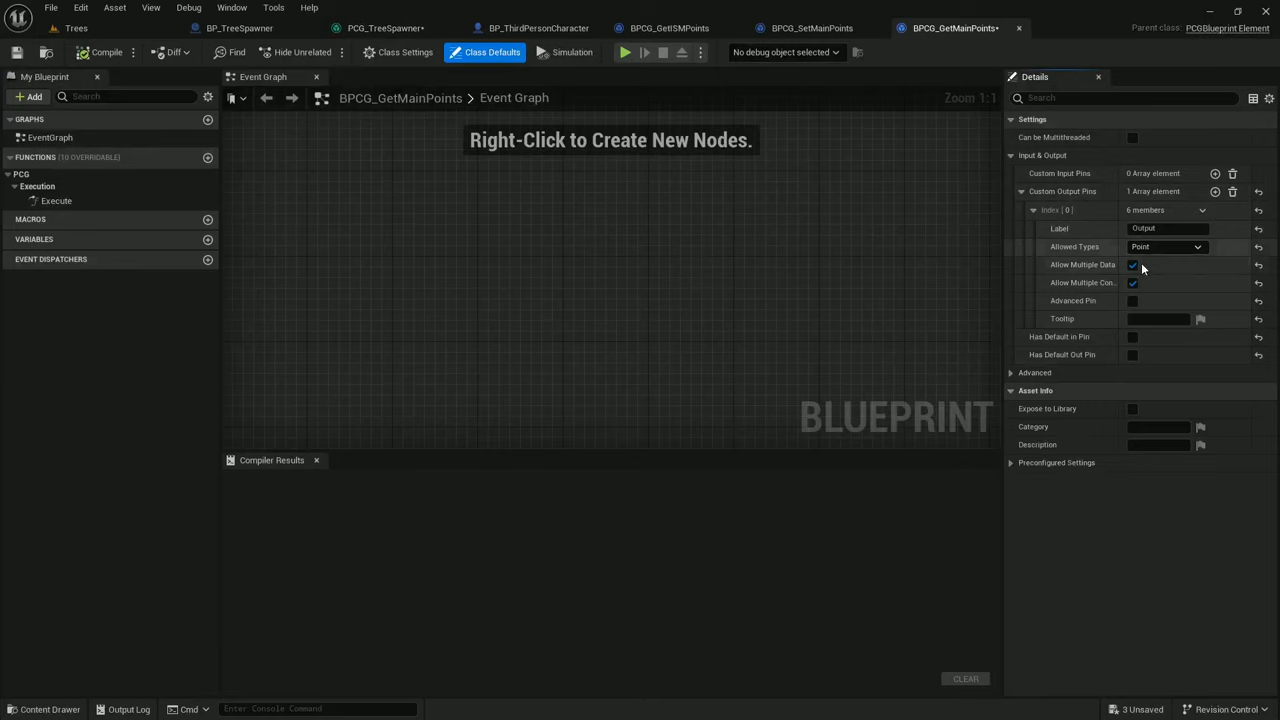 File Edit Asset View Debug Window Tools Help
Trees BP_TreeSpawner PCG_TreeSpawner* BP_ThirdPersonCharacter BPCG_GetISMPoints BPCG_SetMainPoints BPCG_GetMainPoints* Parent class: PCGBlueprint Element
Compile Diff Find Hide Unrelated Class Settings Class Defaults Simulation No debug object selected
My Blueprint
Add Search
GRAPHS
EventGraph
FUNCTIONS (10 OVERRIDABLE)
PCG
Execution
Execute
MACROS
VARIABLES
EVENT DISPATCHERS
Event Graph
BPCG_GetMainPoints > Event Graph Zoom 1:1
Right-Click to Create New Nodes.
BLUEPRINT
Compiler Results
CLEAR
Details
Search
Settings
Can be Multithreaded
Input & Output
Custom Input Pins 0 Array element
Custom Output Pins 1 Array element
Index [ 0 ] 6 members
Label Output
Allowed Types Point
Allow Multiple Data
Allow Multiple Con..
Advanced Pin
Tooltip
Has Default in Pin
Has Default Out Pin
Advanced
Asset Info
Expose to Library
Category
Description
Preconfigured Settings
Content Drawer Output Log Cmd Enter Console Command 3 Unsaved Revision Control